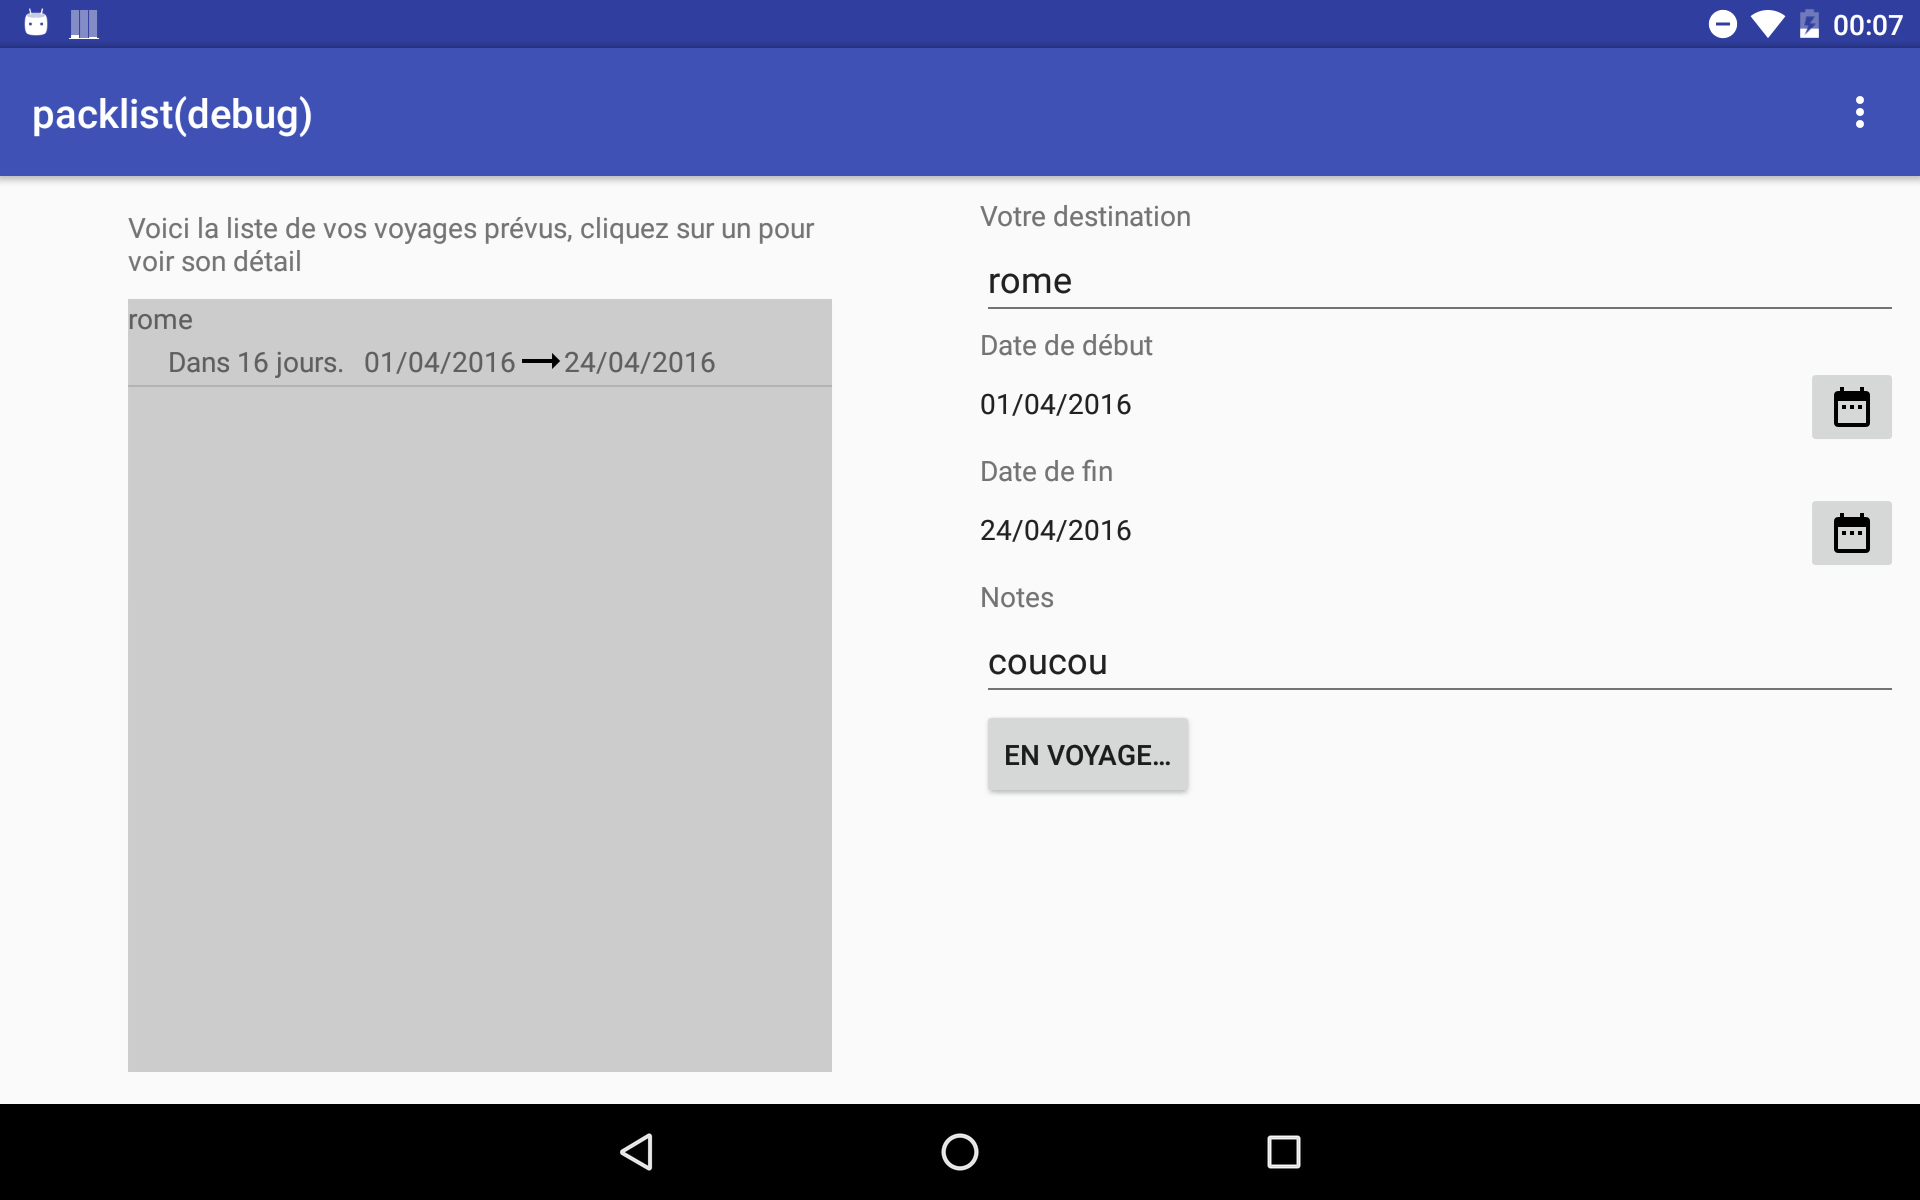 00:07
packlist(debug)
Voici la liste de vos voyages prévus, cliquez sur un pour
voir son détail
rome
Dans 16 jours. 01/04/2016 24/04/2016
Votre destination
rome
Date de début
01/04/2016
Date de fin
24/04/2016
Notes
coucou
EN VOYAGE...